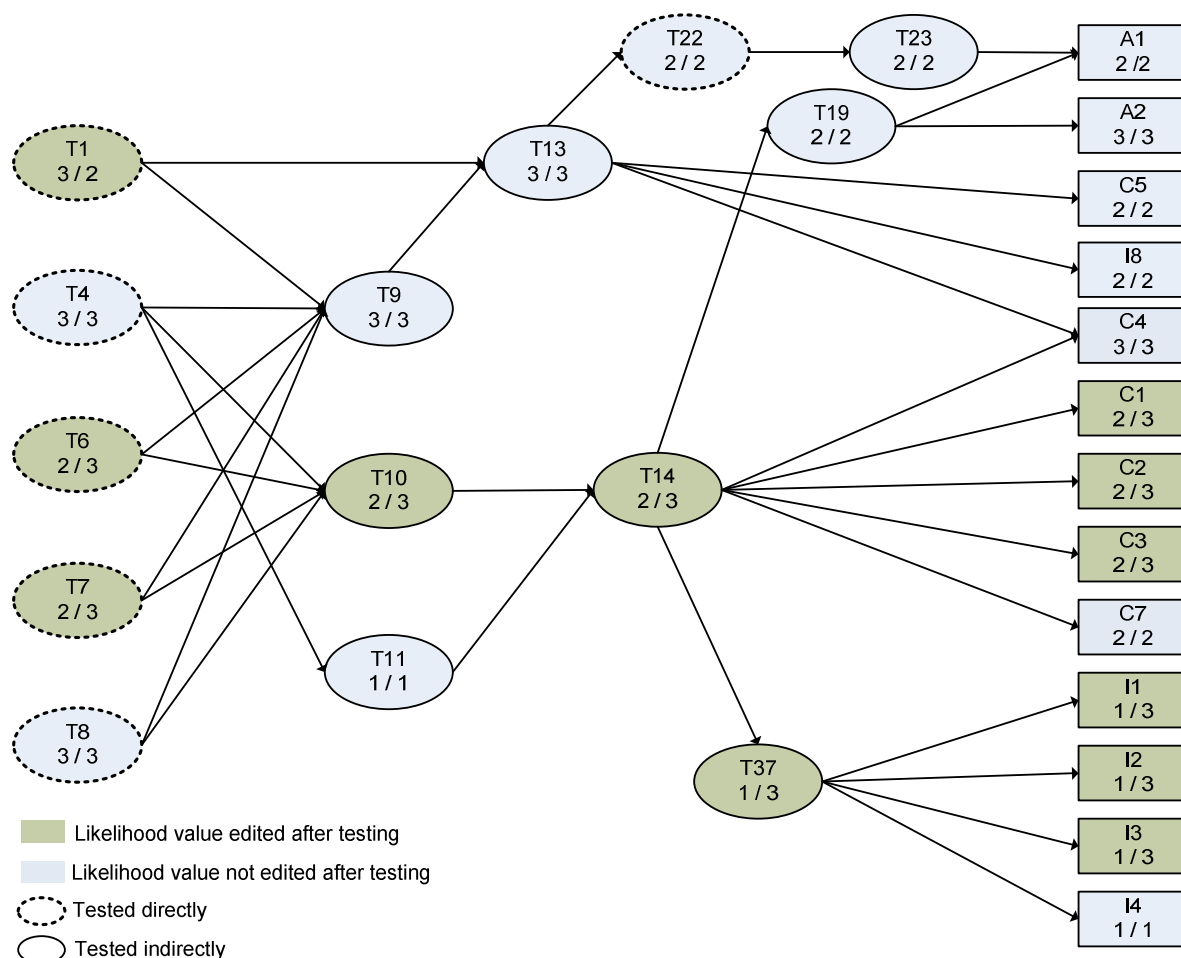 T22
2 / 2
T23
2 / 2
A1
2 /2
T19
2 / 2
A2
3 / 3
T1
3 / 2
T13
3 / 3
C5
2 / 2
I8
2 / 2
T4
3 / 3
T9
3 / 3
C4
3 / 3
C1
2 / 3
T6
2 / 3
T10
2 / 3
T14
2 / 3
C2
2 / 3
C3
2 / 3
T7
2 / 3
C7
2 / 2
T11
1 / 1
I1
1 / 3
T8
3 / 3
T37
1 / 3
I2
1 / 3
I3
1 / 3
I4
1 / 1
Likelihood value edited after testing
Likelihood value not edited after testing
Tested directly
Tested indirectly